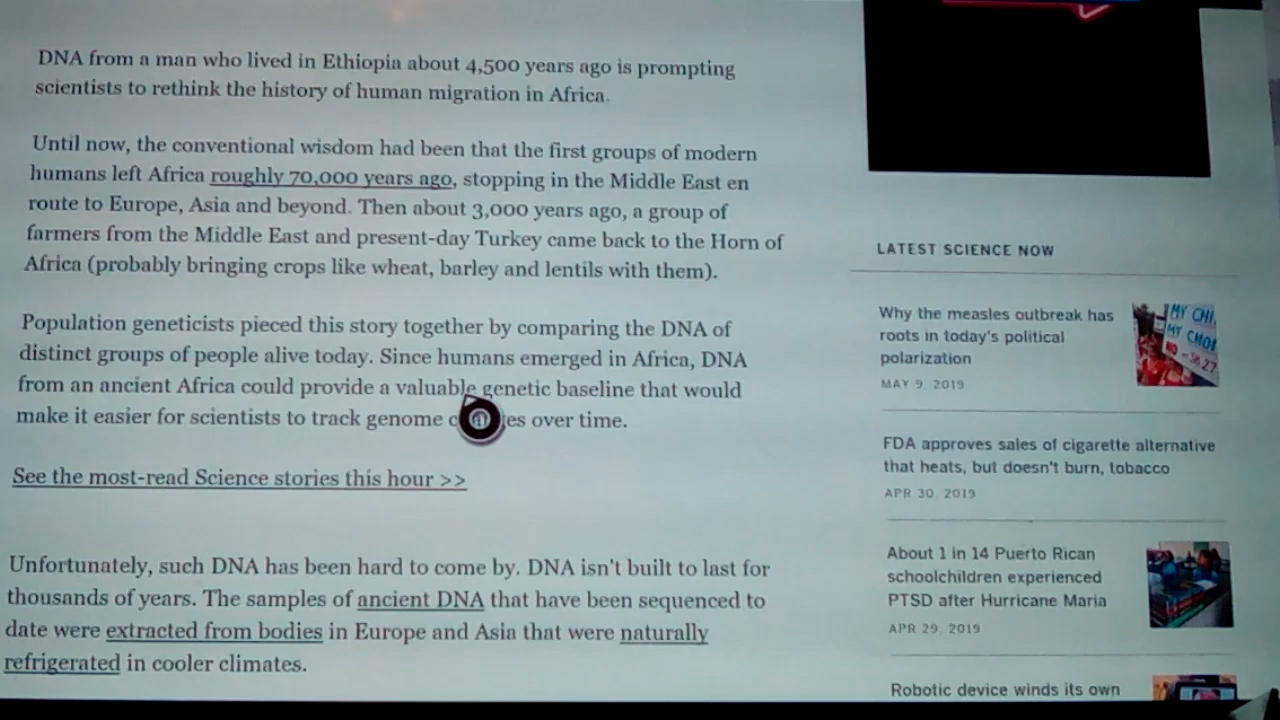 DNA from a man who lived in Ethiopia about 4,500 years ago is prompting
scientists to rethink the history of human migration in Africa.
Until now, the conventional wisdom had been that the first groups of modern
humans left Africa roughly 70,000 years ago, stopping in the Middle East en
route to Europe, Asia and beyond. Then about 3,000 years ago, a group of
farmers from the Middle East and present-day Turkey came back to the Horn of
Africa (probably bringing crops like wheat, barley and lentils with them).
Population geneticists pieced this story together by comparing the DNA of
distinct groups of people alive today. Since humans emerged in Africa, DNA
from an ancient Africa could provide a valuable genetic baseline that would
make it easier for scientists to track genome over time.
See the most-read Science stories this hour >>
Unfortunately, such DNA has been hard to come by. DNA isn't built to last for
thousands of years. The samples of ancient DNA that have been sequenced to
date were extracted from bodies in Europe and Asia that were naturally
refrigerated in cooler climates.
LATEST SCIENCE NOW
Why the measles outbreak has
roots in today's political
polarization
MAY 9, 2019
MY
MY
FDA approves sales of cigarette alternative
that heats, but doesn't burn, tobacco
APR 30, 2019
About 1 in 14 Puerto Rican
schoolchildren experienced
PTSD after Hurricane Maria
APR 29, 2019
Robotic device winds its own